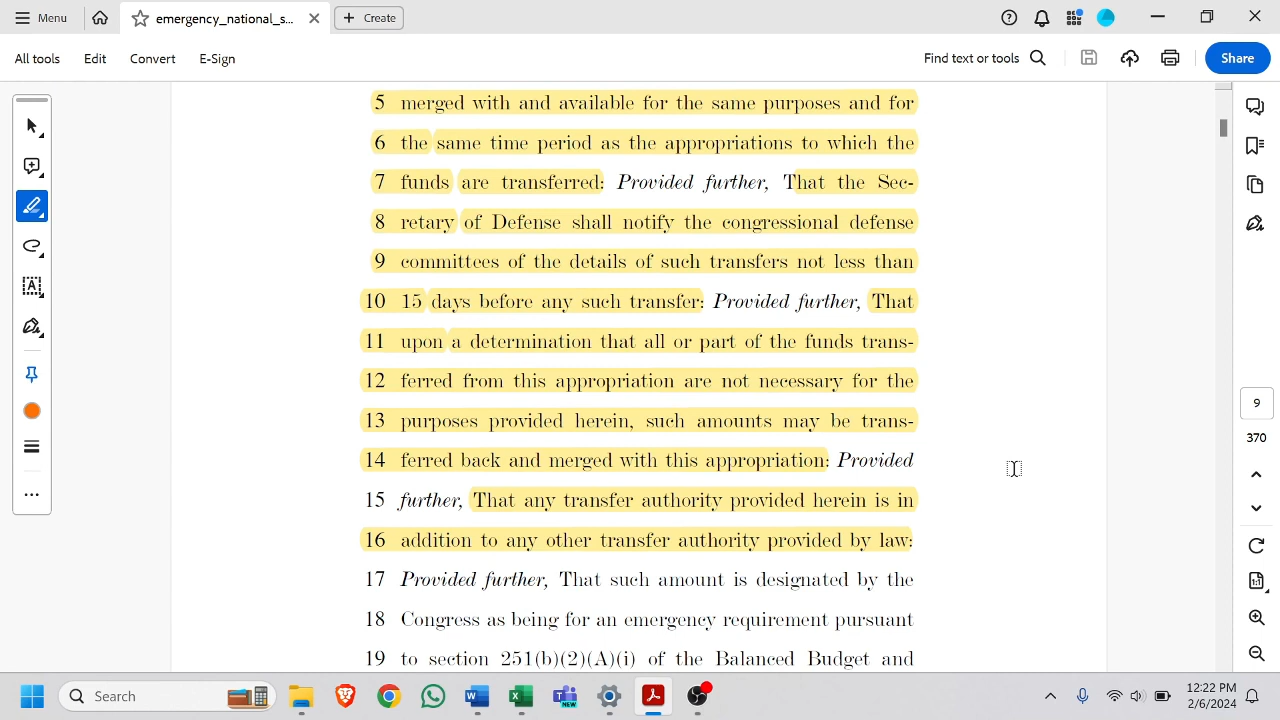 Menu
emergency_national_s...
Create
All tools
Edit
Convert
E-Sign
Find text or tools
Share
5 merged with and available for the same purposes and for
6 the same time period as the appropriations to which the
7 funds are transferred: Provided further, That the Sec-
8 retary of Defense shall notify the congressional defense
9 committees of the details of such transfers not less than
10 15 days before any such transfer: Provided further, That
11 upon a determination that all or part of the funds trans-
12 ferred from this appropriation are not necessary for the
13 purposes provided herein, such amounts may be trans-
14 ferred back and merged with this appropriation: Provided
15 further, That any transfer authority provided herein is in
16 addition to any other transfer authority provided by law:
17 Provided further, That such amount is designated by the
18 Congress as being for an emergency requirement pursuant
19 to section 251(b)(2)(A)(i) of the Balanced Budget and
9
370
Search
NEW
12:22 PM
2/6/2024